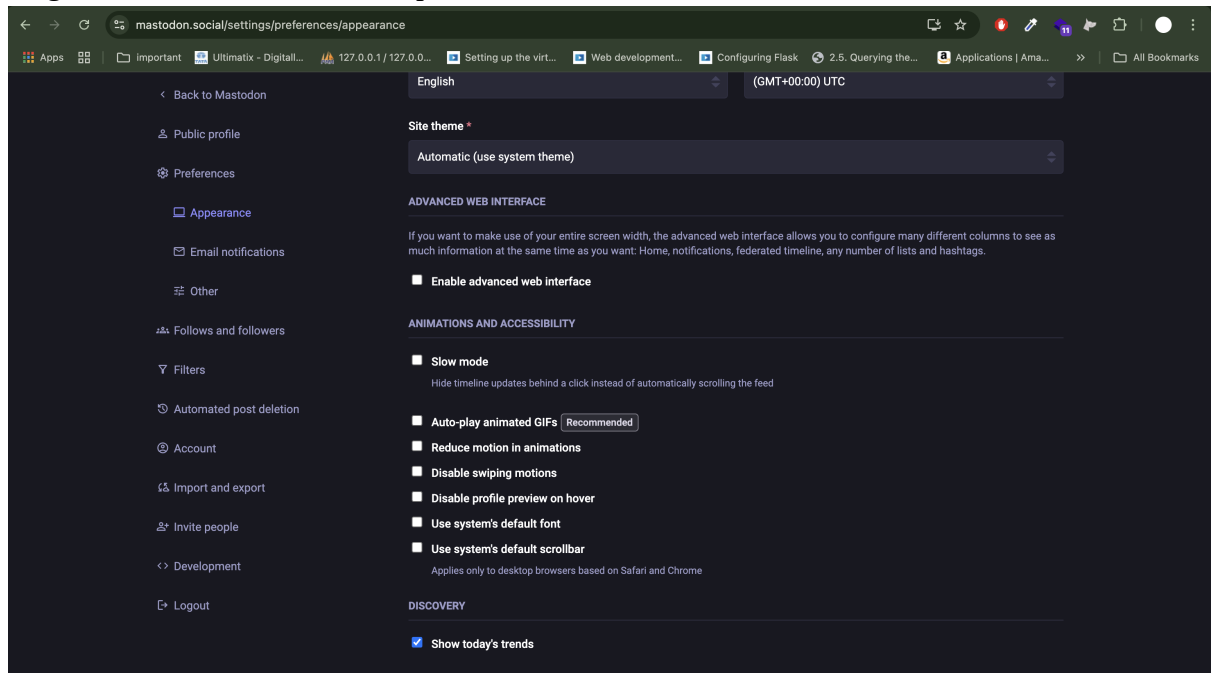 mastodon.social/settings/preferences/appearance
11
Apps
important
Ultimatix - Digitall...
127.0.0.1 / 127.0.0...
Setting up the virt...
Web development...
Configuring Flask
2.5. Querying the...
Applications | Ama...
All Bookmarks
Back to Mastodon
Public profile
Preferences
Appearance
Email notifications
Other
Follows and followers
Filters
Automated post deletion
Account
Import and export
Invite people
Development
Logout
English
(GMT+00:00) UTC
Site theme *
Automatic (use system theme)
ADVANCED WEB INTERFACE
If you want to make use of your entire screen width, the advanced web interface allows you to configure many different columns to see as
much information at the same time as you want: Home, notifications, federated timeline, any number of lists and hashtags.
Enable advanced web interface
ANIMATIONS AND ACCESSIBILITY
Slow mode
Hide timeline updates behind a click instead of automatically scrolling the feed
Auto-play animated GIFs Recommended
Reduce motion in animations
Disable swiping motions
Disable profile preview on hover
Use system's default font
Use system's default scrollbar
Applies only to desktop browsers based on Safari and Chrome
DISCOVERY
Show today's trends